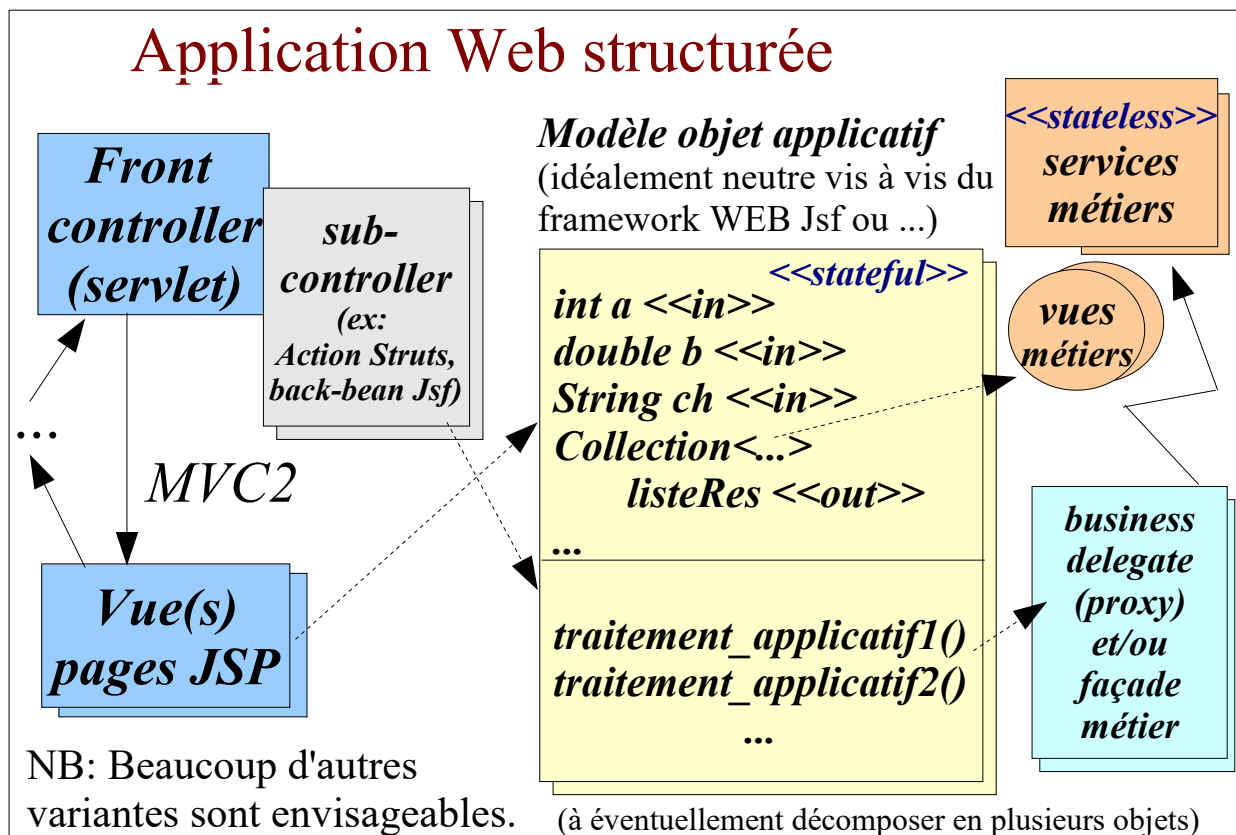 Application Web structurée
Front
controller
(servlet)
sub-
controller
(ex:
Action Struts,
back-bean Jsf)
...
MVC2
Vue(s)
pages JSP
NB: Beaucoup d'autres
variantes sont envisageables.
Modèle objet applicatif
(idéalement neutre vis à vis du
framework WEB Jsf ou ...)
<<stateful>>
int a <<in>>
double b <<in>>
String ch <<in>>
Collection<...>
listeRes <<out>>
...
traitement_applicatif1()
traitement_applicatif2()
...
(à éventuellement décomposer en plusieurs objets)
<<stateless>>
services
métiers
vues
métiers
business
delegate
(proxy)
et/ou
façade
métier